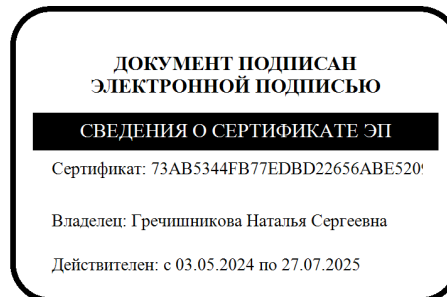 ДОКУМЕНТ ПОДПИСАН
ЭЛЕКТРОННОЙ ПОДПИСЬЮ
СВЕДЕНИЯ О СЕРТИФИКАТЕ ЭП
Сертификат: 73AB5344FB77EDBD22656ABE520
Владелец: Гречишникова Наталья Сергеевна
Действителен: с 03.05.2024 по 27.07.2025